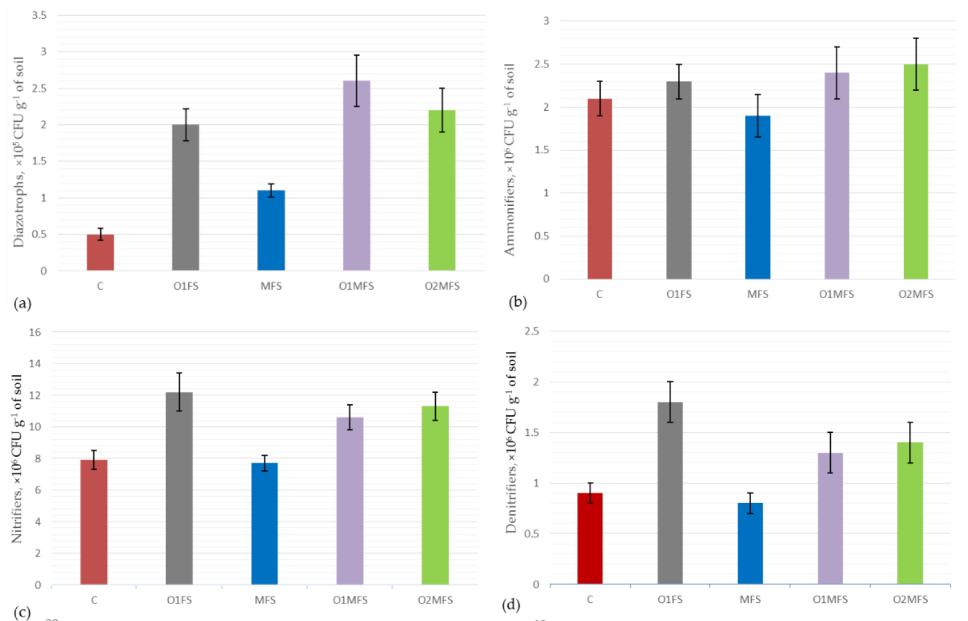 3.5
3
2.5
2
1.5
1
0.5
0
Diazotrophs, ×10⁵ CFU g⁻¹ of soil
C O1FS MFS O1MFS O2MFS
(a)
3
2.5
2
1.5
1
0.5
0
Ammonifiers, ×10⁶ CFU g⁻¹ of soil
C O1FS MFS O1MFS O2MFS
(b)
16
14
12
10
8
6
4
2
0
Nitrifiers, ×10⁶ CFU g⁻¹ of soil
C O1FS MFS O1MFS O2MFS
(c)
2.5
2
1.5
1
0.5
0
Denitrifiers, ×10⁶ CFU g⁻¹ of soil
C O1FS MFS O1MFS O2MFS
(d)